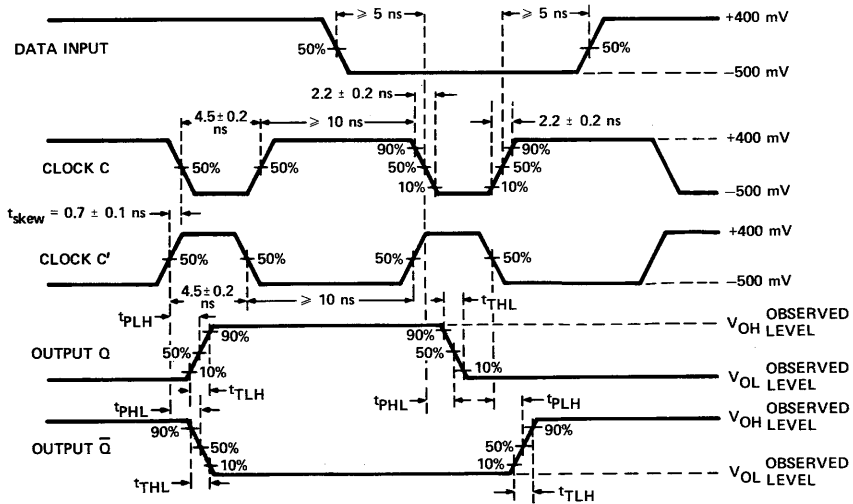 ≥ 5 ns ≥ 5 ns +400 mV
DATA INPUT 50% 50%
−500 mV
2.2 ± 0.2 ns
4.5 ± 0.2 ns ≥ 10 ns 2.2 ± 0.2 ns
+400 mV
90% 90%
CLOCK C 50% 50% 50% 50%
10% 10%
−500 mV
tskew = 0.7 ± 0.1 ns
+400 mV
CLOCK C' 50% 50% 50% 50%
−500 mV
4.5 ± 0.2 ns ≥ 10 ns tTHL
tPLH
90% 90% VOH OBSERVED LEVEL
OUTPUT Q 50% 50%
10% 10%
tTLH VOL OBSERVED LEVEL
tPHL tPHL tPLH
VOH OBSERVED LEVEL
90% 90%
OUTPUT Q̅ 50% 50%
10% 10%
VOL OBSERVED LEVEL
tTHL tTLH